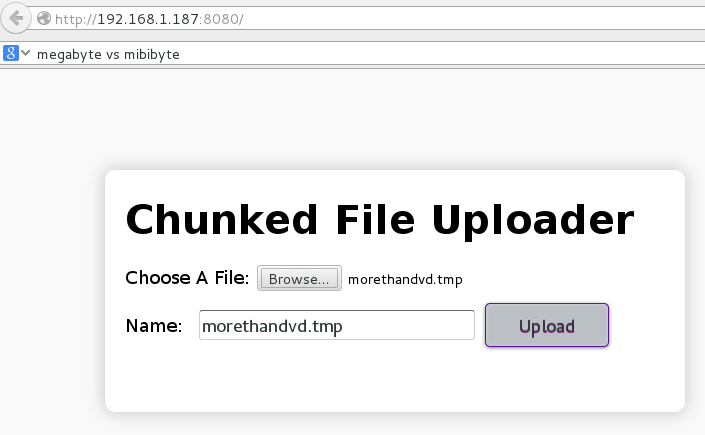 http://192.168.1.187:8080/
g megabyte vs mibibyte
Chunked File Uploader
Choose A File: Browse... morethandvd.tmp
Name: morethandvd.tmp Upload